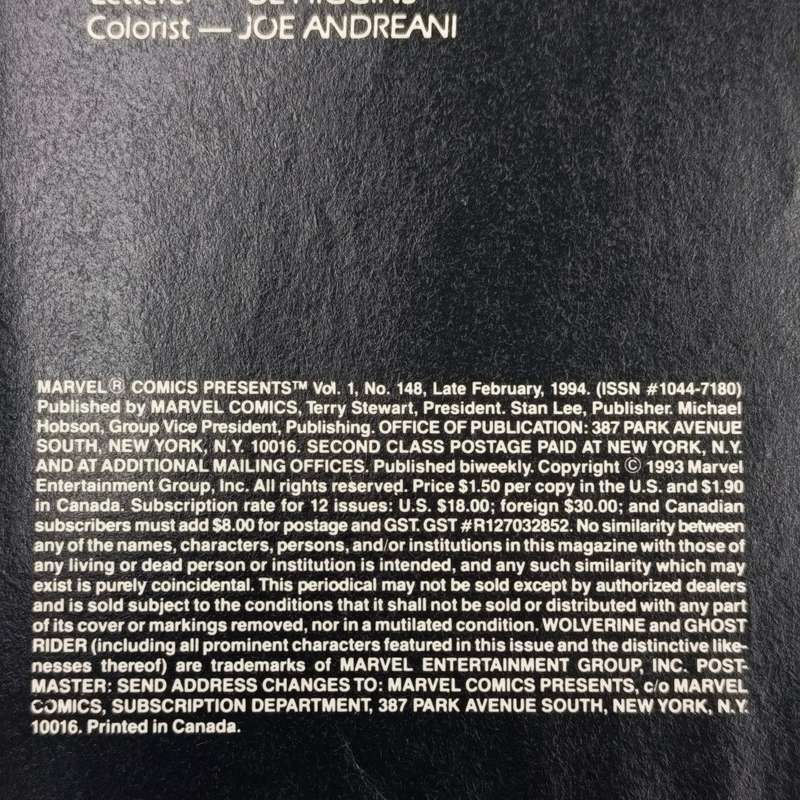 Colorist — JOE ANDREANI
MARVEL® COMICS PRESENTS™ Vol. 1, No. 148, Late February, 1994. (ISSN #1044-7180)
Published by MARVEL COMICS, Terry Stewart, President. Stan Lee, Publisher. Michael
Hobson, Group Vice President, Publishing. OFFICE OF PUBLICATION: 387 PARK AVENUE
SOUTH, NEW YORK, N.Y. 10016. SECOND CLASS POSTAGE PAID AT NEW YORK, N.Y.
AND AT ADDITIONAL MAILING OFFICES. Published biweekly. Copyright © 1993 Marvel
Entertainment Group, Inc. All rights reserved. Price $1.50 per copy in the U.S. and $1.90
in Canada. Subscription rate for 12 issues: U.S. $18.00; foreign $30.00; and Canadian
subscribers must add $8.00 for postage and GST. GST #R127032852. No similarity between
any of the names, characters, persons, and/or institutions in this magazine with those of
any living or dead person or institution is intended, and any such similarity which may
exist is purely coincidental. This periodical may not be sold except by authorized dealers
and is sold subject to the conditions that it shall not be sold or distributed with any part
of its cover or markings removed, nor in a mutilated condition. WOLVERINE and GHOST
RIDER (including all prominent characters featured in this issue and the distinctive like-
nesses thereof) are trademarks of MARVEL ENTERTAINMENT GROUP, INC. POST-
MASTER: SEND ADDRESS CHANGES TO: MARVEL COMICS PRESENTS, c/o MARVEL
COMICS, SUBSCRIPTION DEPARTMENT, 387 PARK AVENUE SOUTH, NEW YORK, N.Y.
10016. Printed in Canada.